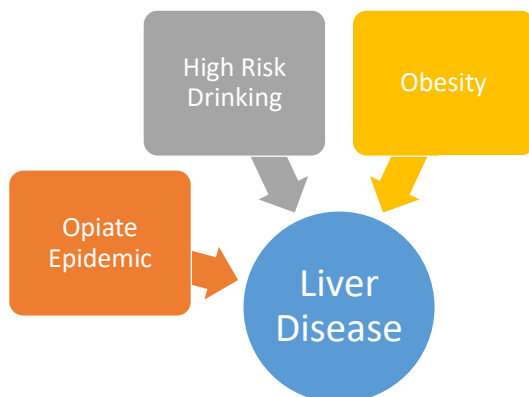 High Risk
Drinking
Obesity
Opiate
Epidemic
Liver
Disease